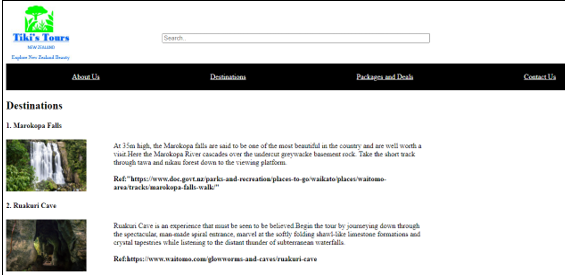 Tiki's Tours
NEW ZEALAND
Explore New Zealand Beauty
Search..
About Us
Destinations
Packages and Deals
Contact Us
Destinations
1. Marokopa Falls
At 35m high, the Marokopa falls are said to be one of the most beautiful in the country and are well worth a
visit.Here the Marokopa River cascades over the undercut greywacke basement rock. Take the short track
through tawa and nikau forest down to the viewing platform.
Ref:"https://www.doc.govt.nz/parks-and-recreation/places-to-go/waikato/places/waitomo-
area/tracks/marokopa-falls-walk/"
2. Ruakuri Cave
Ruakuri Cave is an experience that must be seen to be believed.Begin the tour by journeying down through
the spectacular, man-made spiral entrance, marvel at the softly folding shawl-like limestone formations and
crystal tapestries while listening to the distant thunder of subterranean waterfalls.
Ref:https://www.waitomo.com/glowworms-and-caves/ruakuri-cave